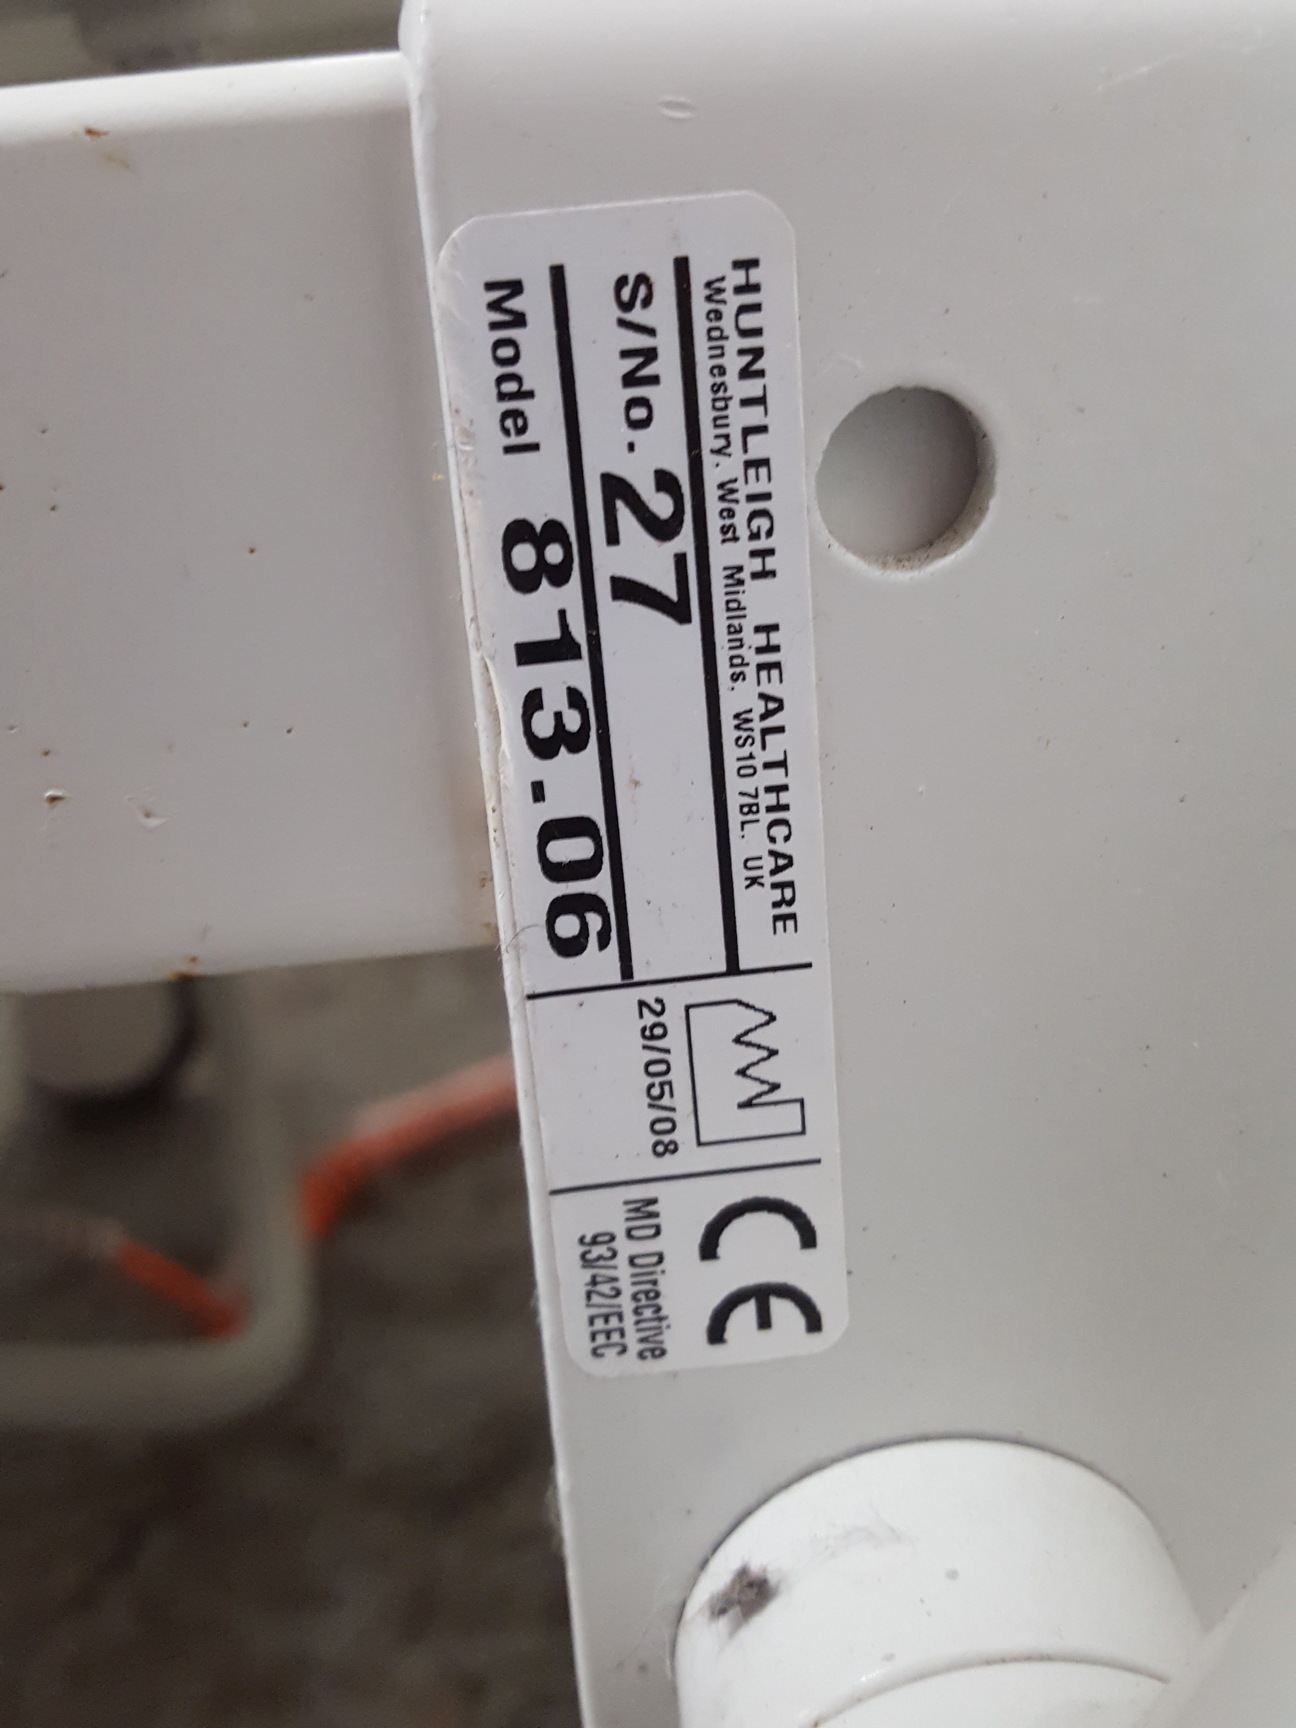 HUNTLEIGH HEALTHCARE
Wednesbury, West Midlands, WS10 7BL, UK
S/No. 27
Model 813.06
29/05/08
CE
MD Directive
93/42/EEC